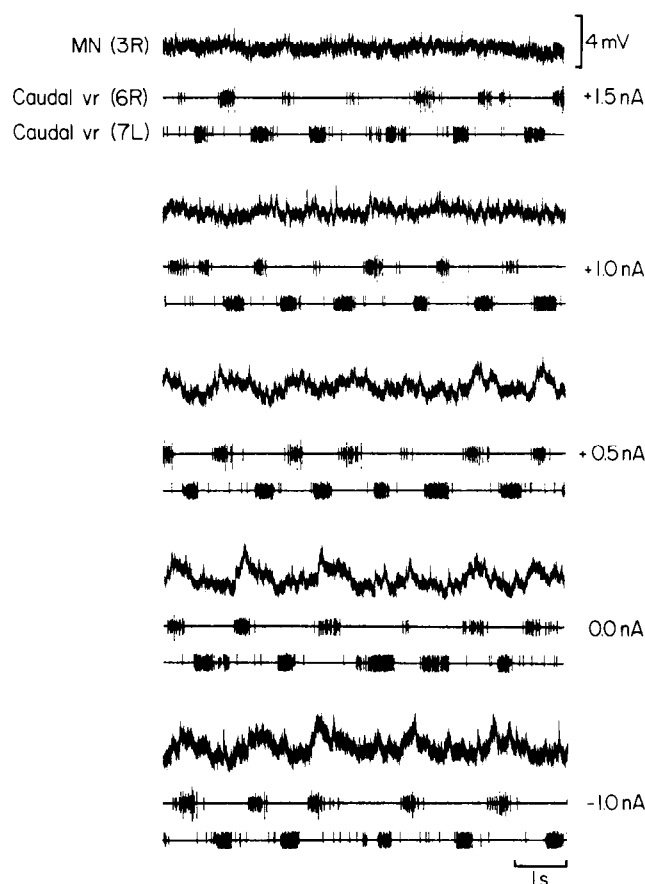 MN (3R)
4 mV
Caudal vr (6R)
+1.5 nA
Caudal vr (7L)
+1.0 nA
+0.5 nA
0.0 nA
-1.0 nA
1s